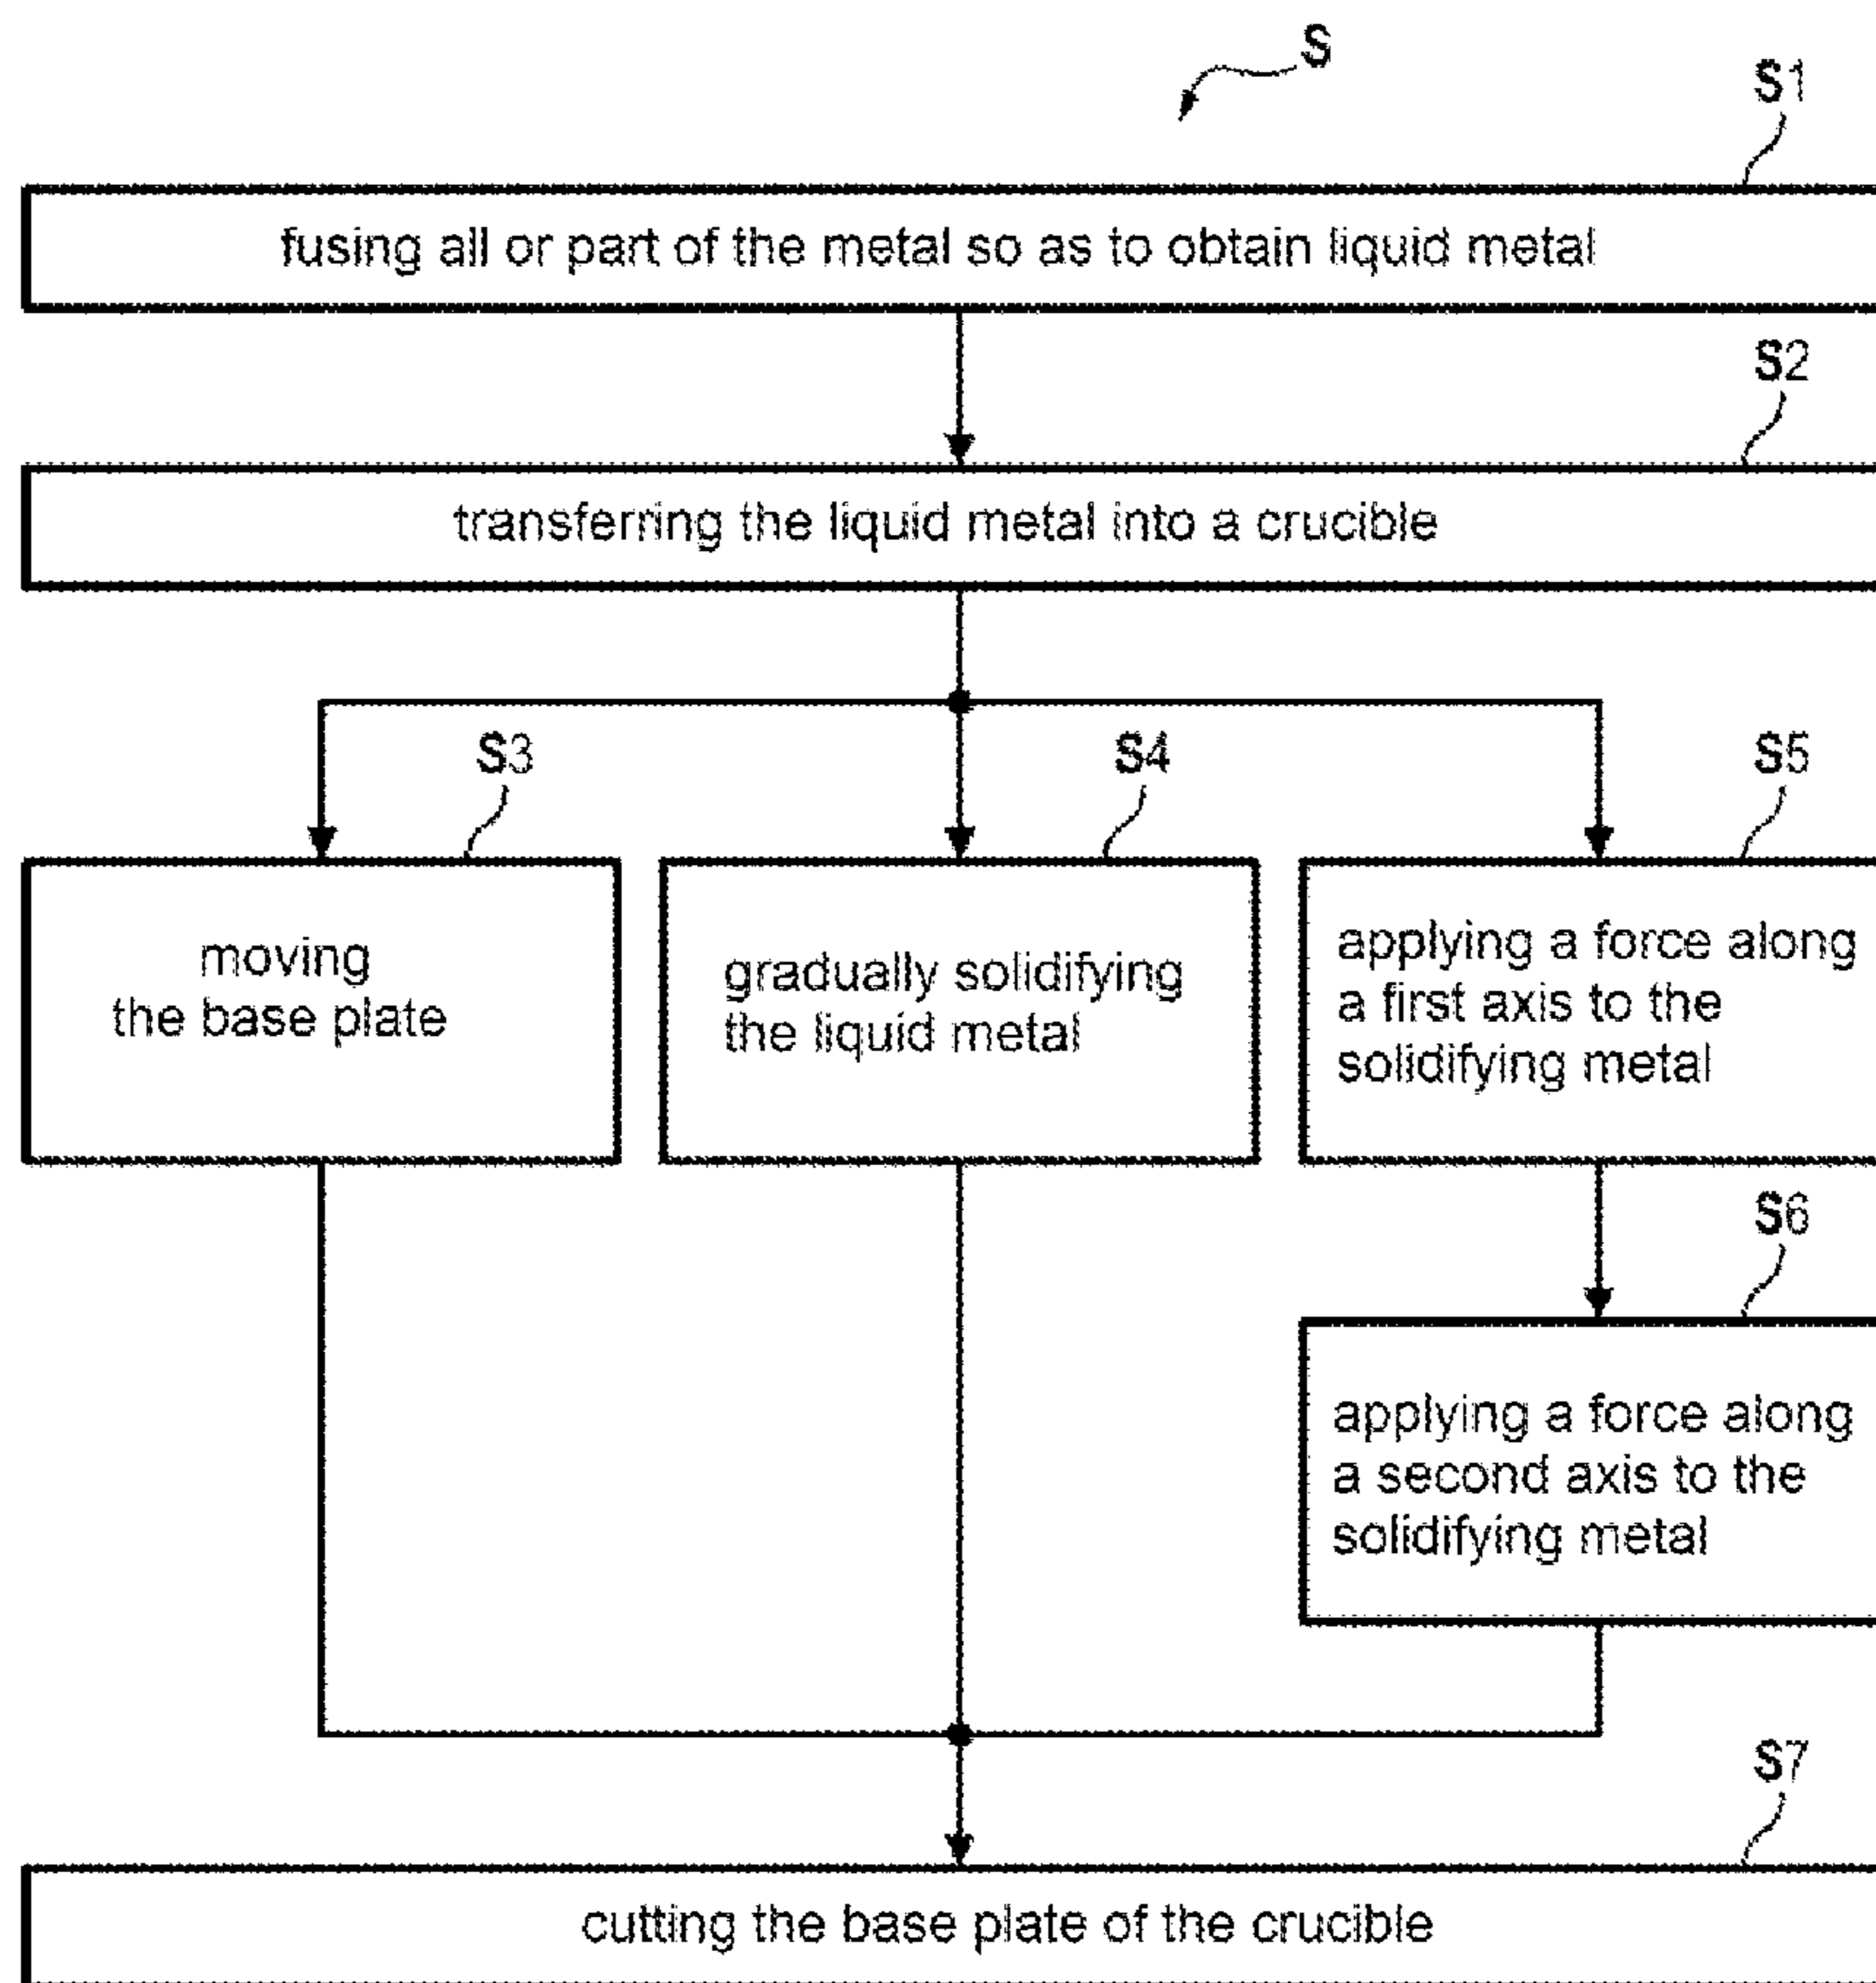 S
S1
fusing all or part of the metal so as to obtain liquid metal
S2
transferring the liquid metal into a crucible
S3
moving
the base plate
S4
gradually solidifying
the liquid metal
S5
applying a force along
a first axis to the
solidifying metal
S6
applying a force along
a second axis to the
solidifying metal
S7
cutting the base plate of the crucible